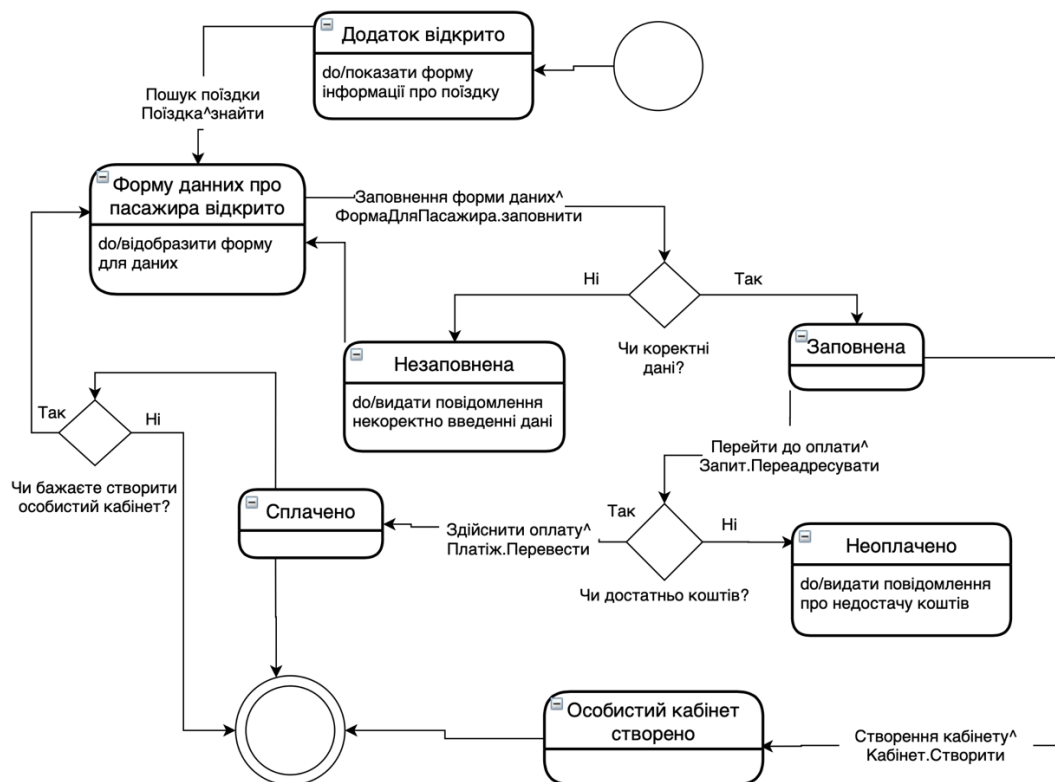 Додаток відкрито
do/показати форму
інформації про поїздку
Пошук поїздки
Поїздка^знайти
Форму данних про
пасажира відкрито
do/відобразити форму
для даних
Заповнення форми даних^
ФормаДляПасажира.заповнити
Ні
Так
Чи коректні
дані?
Незаповнена
do/видати повідомлення
некоректно введенні дані
Заповнена
Так
Ні
Чи бажаєте створити
особистий кабінет?
Перейти до оплати^
Запит.Переадресувати
Сплачено
Здійснити оплату^
Платіж.Перевести
Так
Ні
Чи достатньо коштів?
Неоплачено
do/видати повідомлення
про недостачу коштів
Особистий кабінет
створено
Створення кабінету^
Кабінет.Створити